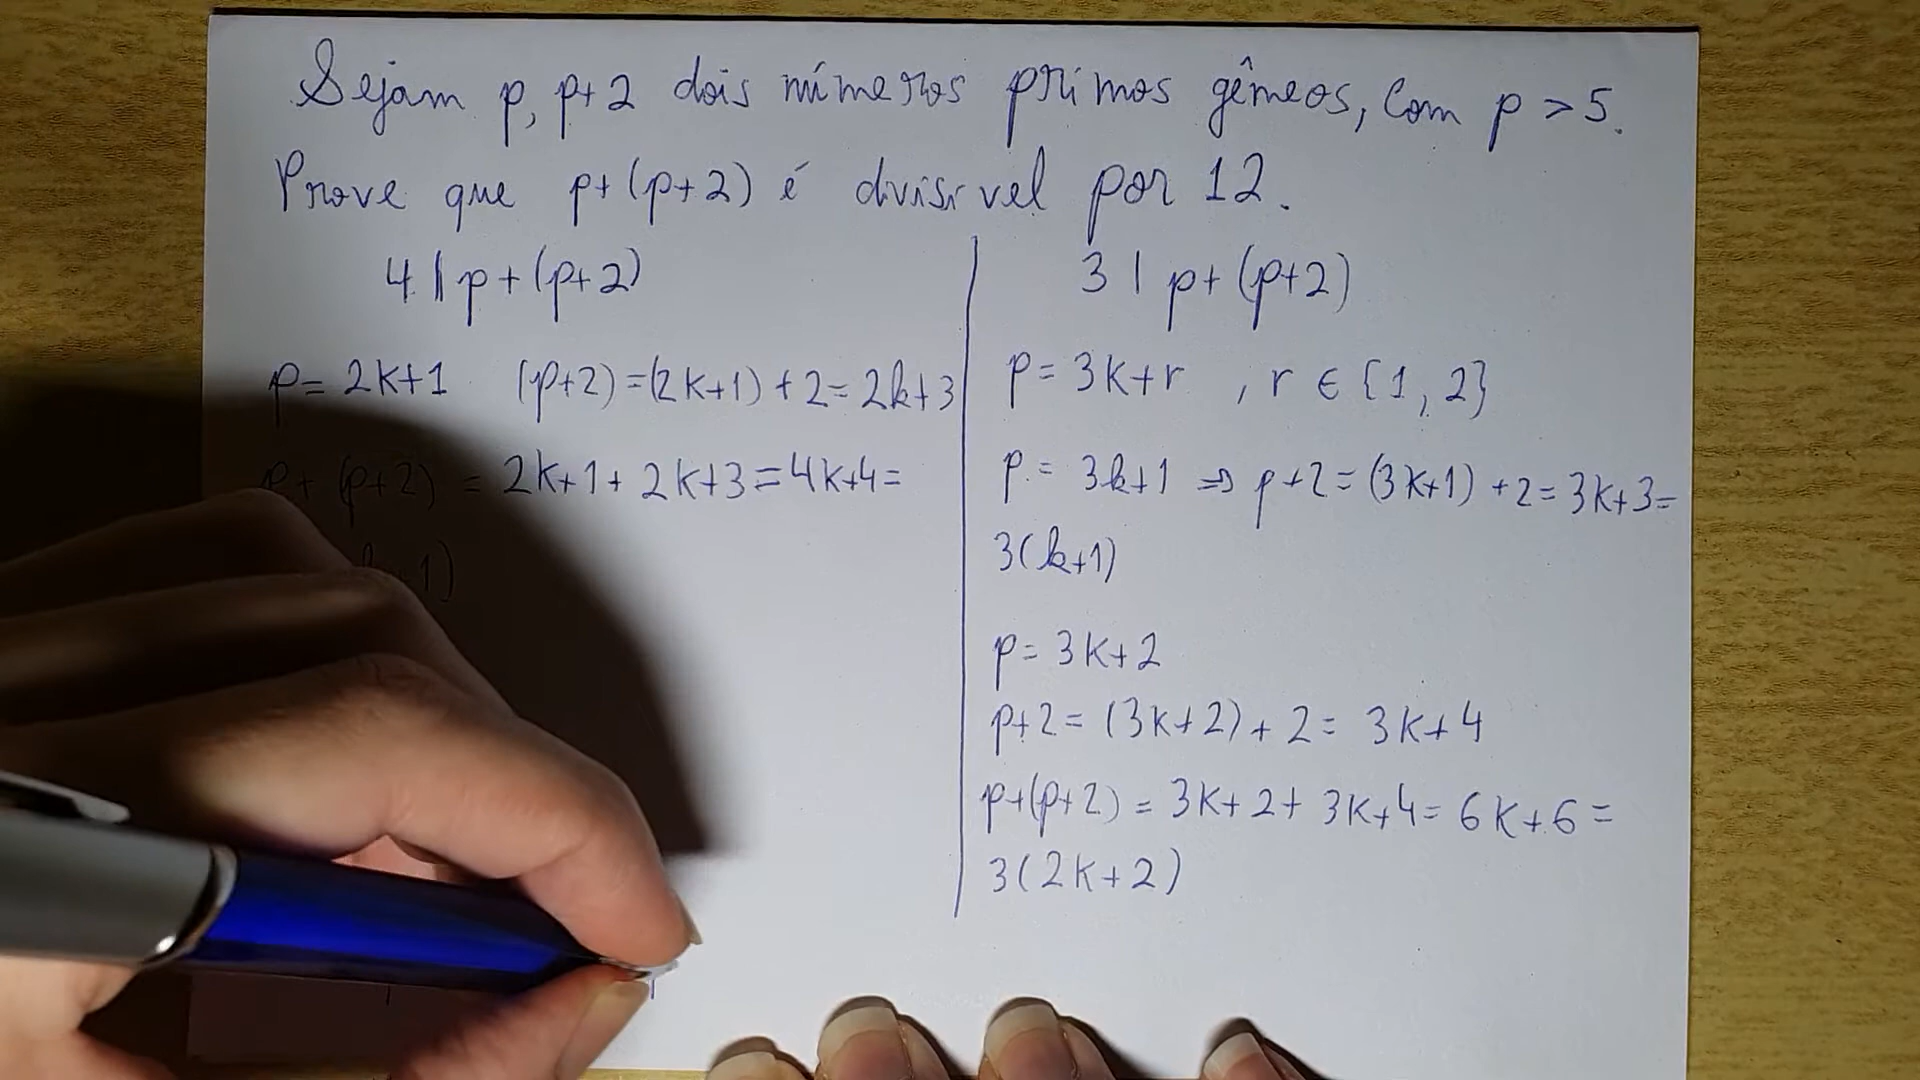 Sejam p, p+2 dois números primos gêmeos, com p > 5.
Prove que p+(p+2) é divisível por 12.
4 | p+(p+2)
p = 2k+1 (p+2)=(2k+1)+2=2k+3
p+(p+2) = 2k+1+2k+3=4k+4=
k+1)
3 | p+(p+2)
p = 3k+r , r ∈ {1, 2}
p = 3k+1 ⇒ p+2=(3k+1)+2=3k+3=
3(k+1)
p = 3k+2
p+2 = (3k+2)+2 = 3k+4
p+(p+2) = 3k+2+3k+4=6k+6=
3(2k+2)